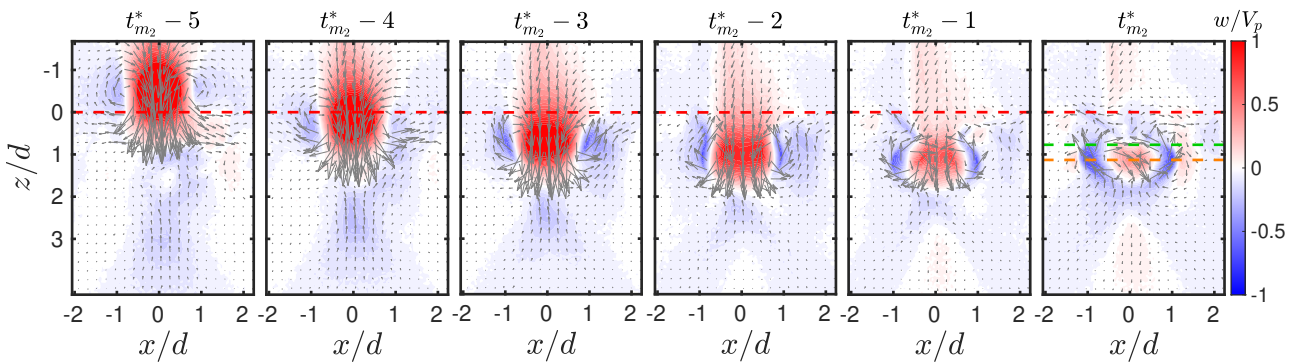 t*m2 − 5 t*m2 − 4 t*m2 − 3 t*m2 − 2 t*m2 − 1 t*m2 w/Vp
z/d
-1
0
1
2
3
1
0.5
0
-0.5
-1
-2 -1 0 1 2 -2 -1 0 1 2 -2 -1 0 1 2 -2 -1 0 1 2 -2 -1 0 1 2 -2 -1 0 1 2
x/d x/d x/d x/d x/d x/d